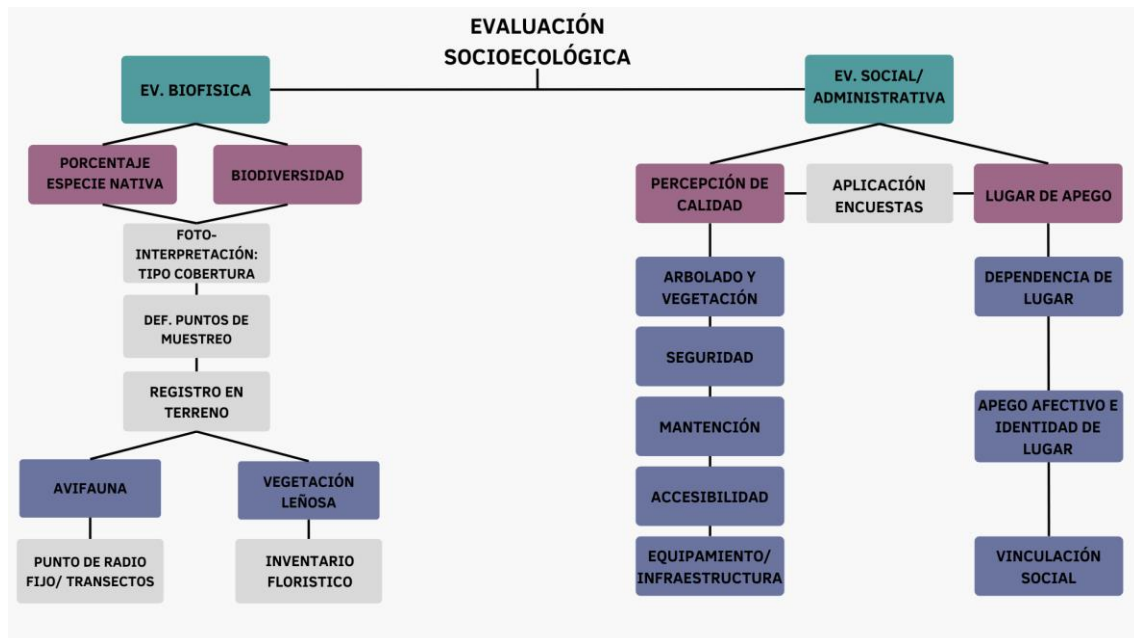 EVALUACIÓN
SOCIOECOLÓGICA
EV. BIOFISICA
EV. SOCIAL/
ADMINISTRATIVA
PORCENTAJE
ESPECIE NATIVA
BIODIVERSIDAD
FOTO-
INTERPRETACIÓN:
TIPO COBERTURA
DEF. PUNTOS DE
MUESTREO
REGISTRO EN
TERRENO
AVIFAUNA
VEGETACIÓN
LEÑOSA
PUNTO DE RADIO
FIJO/ TRANSECTOS
INVENTARIO
FLORISTICO
PERCEPCIÓN DE
CALIDAD
APLICACIÓN
ENCUESTAS
LUGAR DE APEGO
ARBOLADO Y
VEGETACIÓN
SEGURIDAD
MANTENCIÓN
ACCESIBILIDAD
EQUIPAMIENTO/
INFRAESTRUCTURA
DEPENDENCIA DE
LUGAR
APEGO AFECTIVO E
IDENTIDAD DE
LUGAR
VINCULACIÓN
SOCIAL